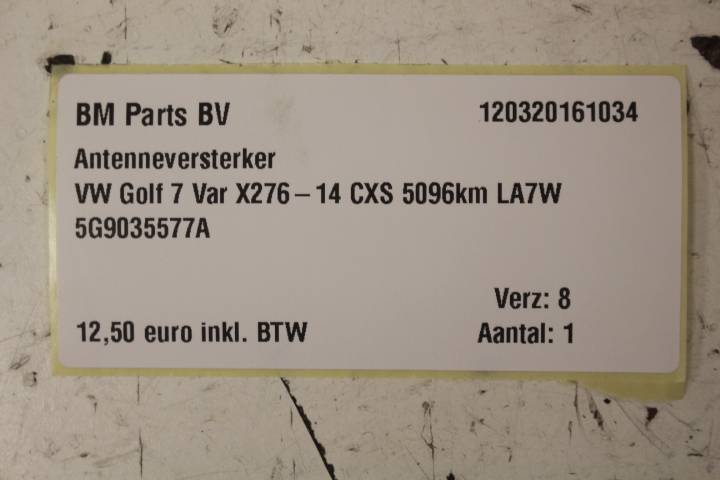 BM Parts BV 120320161034
Antenneversterker
VW Golf 7 Var X276-14 CXS 5096km LA7W
5G9035577A
Verz: 8
12,50 euro inkl. BTW Aantal: 1